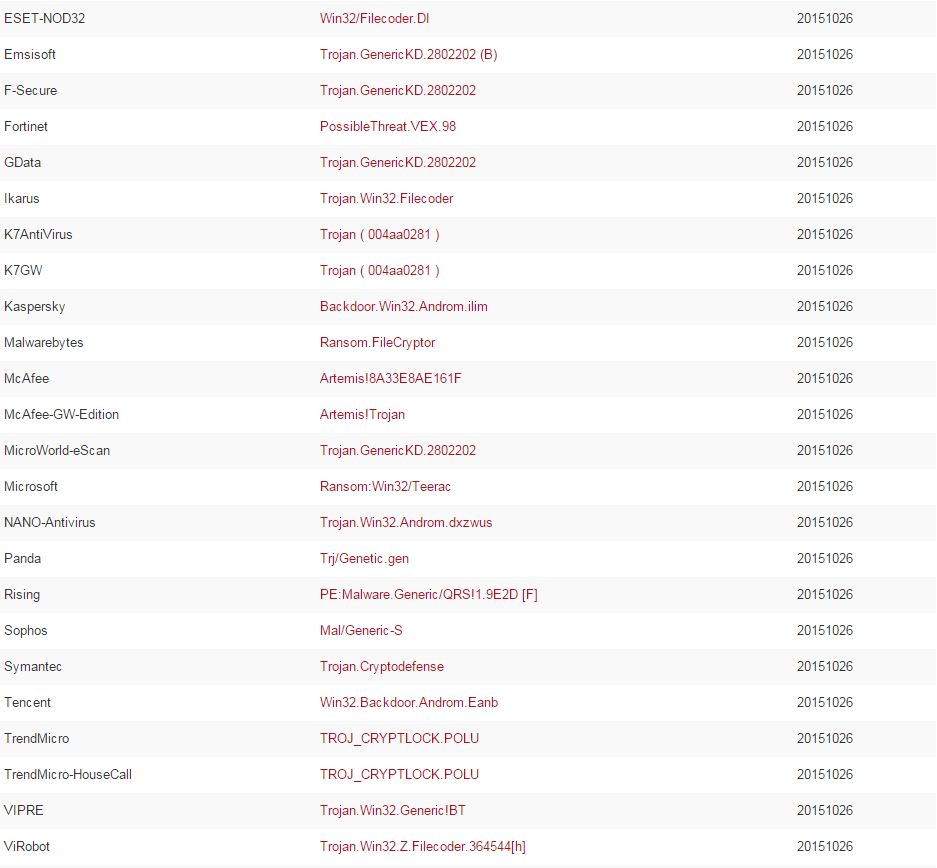 ESET-NOD32 Win32/Filecoder.DI 20151026
Emsisoft Trojan.GenericKD.2802202 (B) 20151026
F-Secure Trojan.GenericKD.2802202 20151026
Fortinet PossibleThreat.VEX.98 20151026
GData Trojan.GenericKD.2802202 20151026
Ikarus Trojan.Win32.Filecoder 20151026
K7AntiVirus Trojan ( 004aa0281 ) 20151026
K7GW Trojan ( 004aa0281 ) 20151026
Kaspersky Backdoor.Win32.Androm.ilim 20151026
Malwarebytes Ransom.FileCryptor 20151026
McAfee Artemis!8A33E8AE161F 20151026
McAfee-GW-Edition Artemis!Trojan 20151026
MicroWorld-eScan Trojan.GenericKD.2802202 20151026
Microsoft Ransom:Win32/Teerac 20151026
NANO-Antivirus Trojan.Win32.Androm.dxzwus 20151026
Panda Trj/Genetic.gen 20151026
Rising PE:Malware.Generic/QRS!1.9E2D [F] 20151026
Sophos Mal/Generic-S 20151026
Symantec Trojan.Cryptodefense 20151026
Tencent Win32.Backdoor.Androm.Eanb 20151026
TrendMicro TROJ_CRYPTLOCK.POLU 20151026
TrendMicro-HouseCall TROJ_CRYPTLOCK.POLU 20151026
VIPRE Trojan.Win32.Generic!BT 20151026
ViRobot Trojan.Win32.Z.Filecoder.364544[h] 20151026